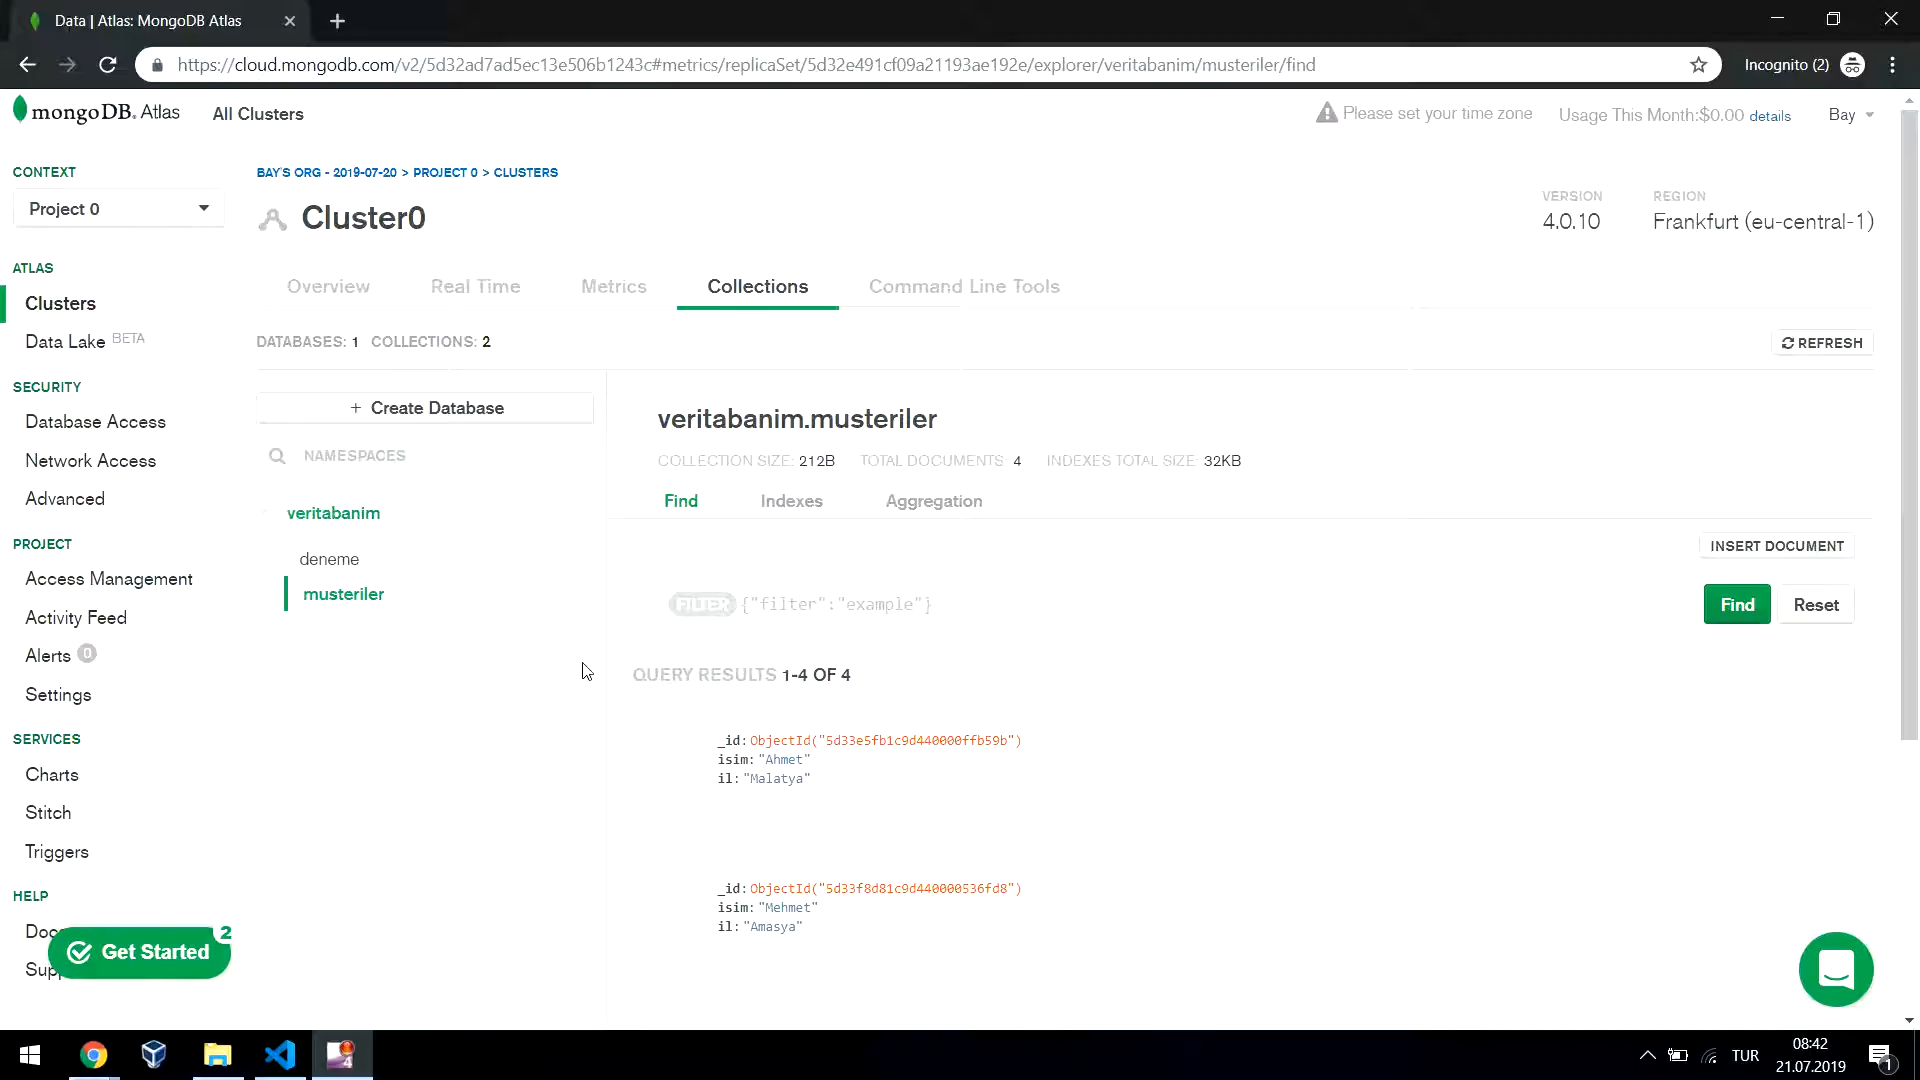 Data | Atlas: MongoDB Atlas
https://cloud.mongodb.com/v2/5d32ad7ad5ec13e506b1243c#metrics/replicaSet/5d32e491cf09a21193ae192e/explorer/veritabanim/musteriler/find
Incognito (2)
mongoDB. Atlas
All Clusters
Please set your time zone
Usage This Month:$0.00 details
Bay
CONTEXT
Project 0
ATLAS
Clusters
Data Lake BETA
SECURITY
Database Access
Network Access
Advanced
PROJECT
Access Management
Activity Feed
Alerts 0
Settings
SERVICES
Charts
Stitch
Triggers
HELP
Get Started
2
BAY'S ORG - 2019-07-20 > PROJECT 0 > CLUSTERS
Cluster0
VERSION
4.0.10
REGION
Frankfurt (eu-central-1)
Overview
Real Time
Metrics
Collections
Command Line Tools
DATABASES: 1 COLLECTIONS: 2
REFRESH
+ Create Database
NAMESPACES
veritabanim
deneme
musteriler
veritabanim.musteriler
COLLECTION SIZE: 212B TOTAL DOCUMENTS: 4 INDEXES TOTAL SIZE: 32KB
Find
Indexes
Aggregation
INSERT DOCUMENT
FILTER {"filter":"example"}
Find
Reset
QUERY RESULTS 1-4 OF 4
_id: ObjectId("5d33e5fb1c9d440000ffb59b")
isim: "Ahmet"
il: "Malatya"
_id: ObjectId("5d33f8d81c9d440000536fd8")
isim: "Mehmet"
il: "Amasya"
TUR
08:42
21.07.2019
1